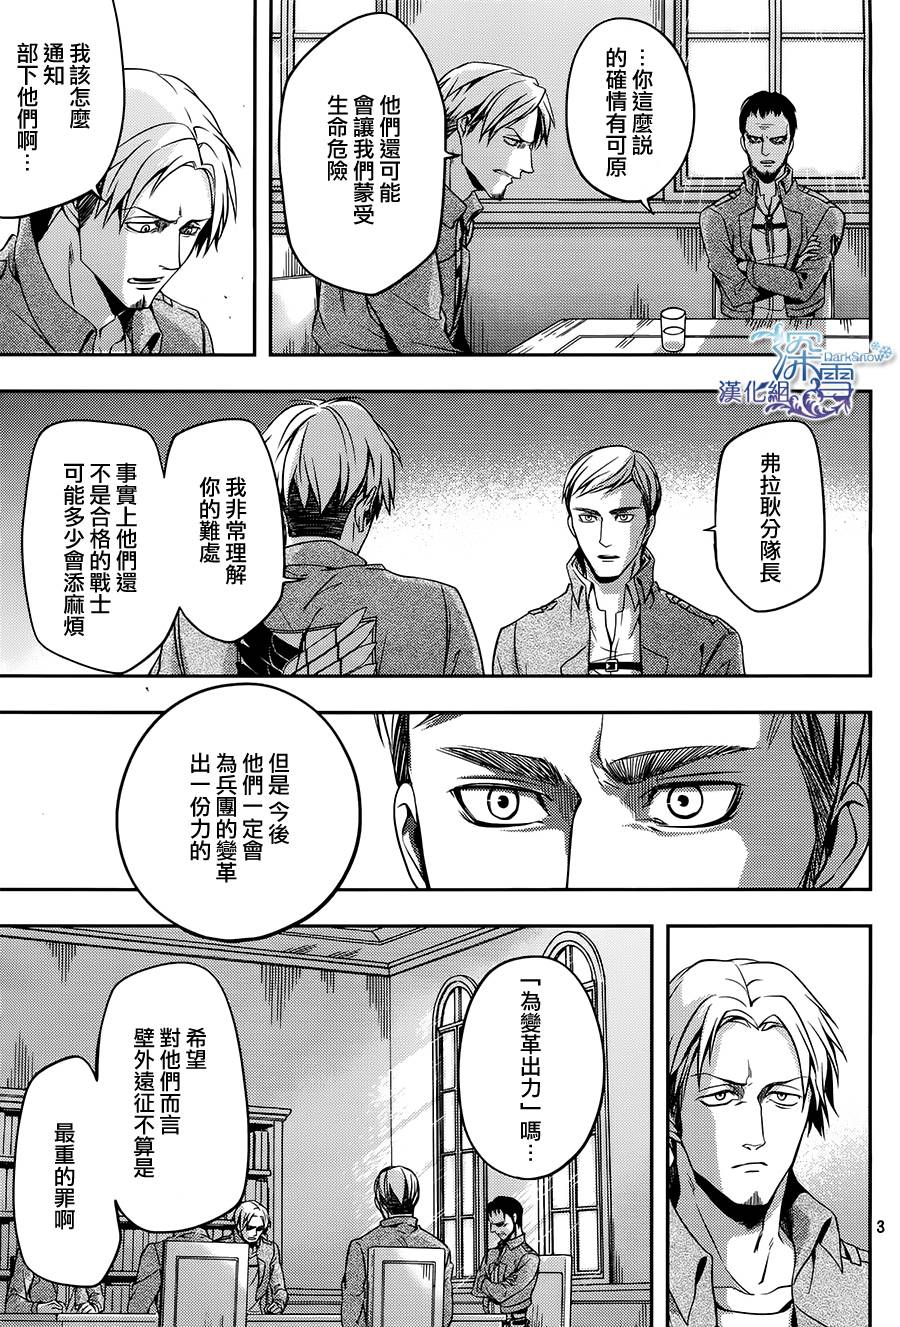 …你這麼說
的確情有可原
他們還可能
會讓我們蒙受
生命危險
我該怎麼
通知
部下他們啊…
DarkSnow
深雪
漢化組
弗拉耿分隊長
我非常理解
你的難處
事實上他們還
不是合格的戰士
可能多少會添麻煩
但是今後
他們一定會
為兵團的變革
出一份力的
「為變革出力」嗎…
希望
對他們而言
壁外遠征不算是
最重的罪啊
3